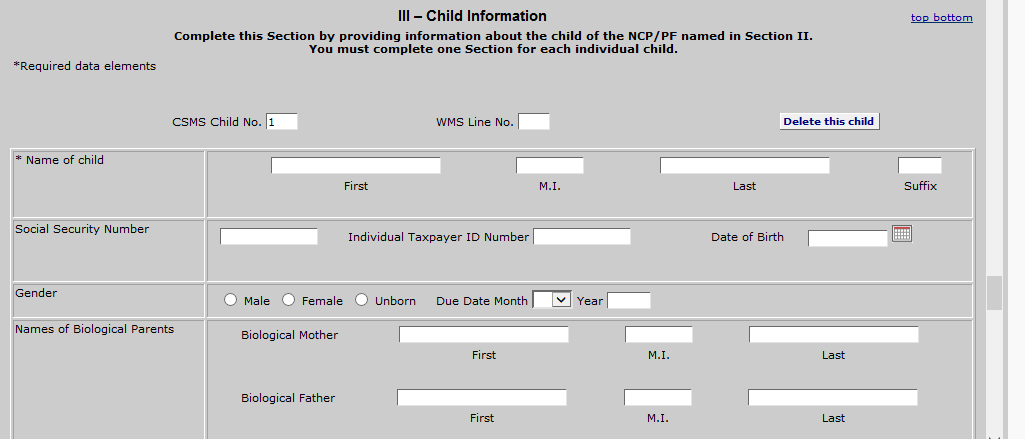 III – Child Information
top bottom
Complete this Section by providing information about the child of the NCP/PF named in Section II.
You must complete one Section for each individual child.
*Required data elements
CSMS Child No. 1 WMS Line No. Delete this child
* Name of child
First M.I. Last Suffix
Social Security Number Individual Taxpayer ID Number Date of Birth
Gender Male Female Unborn Due Date Month Year
Names of Biological Parents Biological Mother
First M.I. Last
Biological Father
First M.I. Last